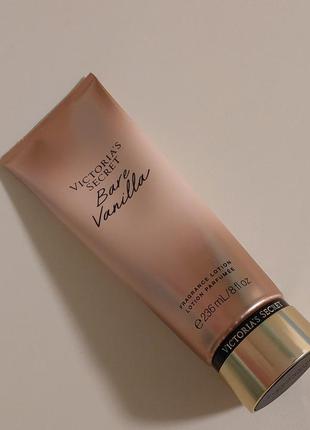 VICTORIA'S
SECRET
Bare
Vanilla
FRAGRANCE LOTION
LOTION PARFUMÉE
e 236 mL/8 fl oz
VICTORIA'S SECRET